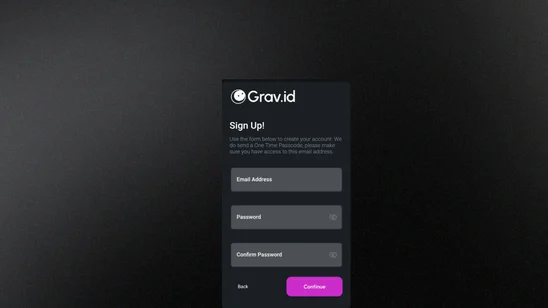 Grav.id
Sign Up!
Use the form below to create your account. We
do send a One Time Passcode, please make
sure you have access to this email address.
Email Address
Password
Confirm Password
Back
Continue